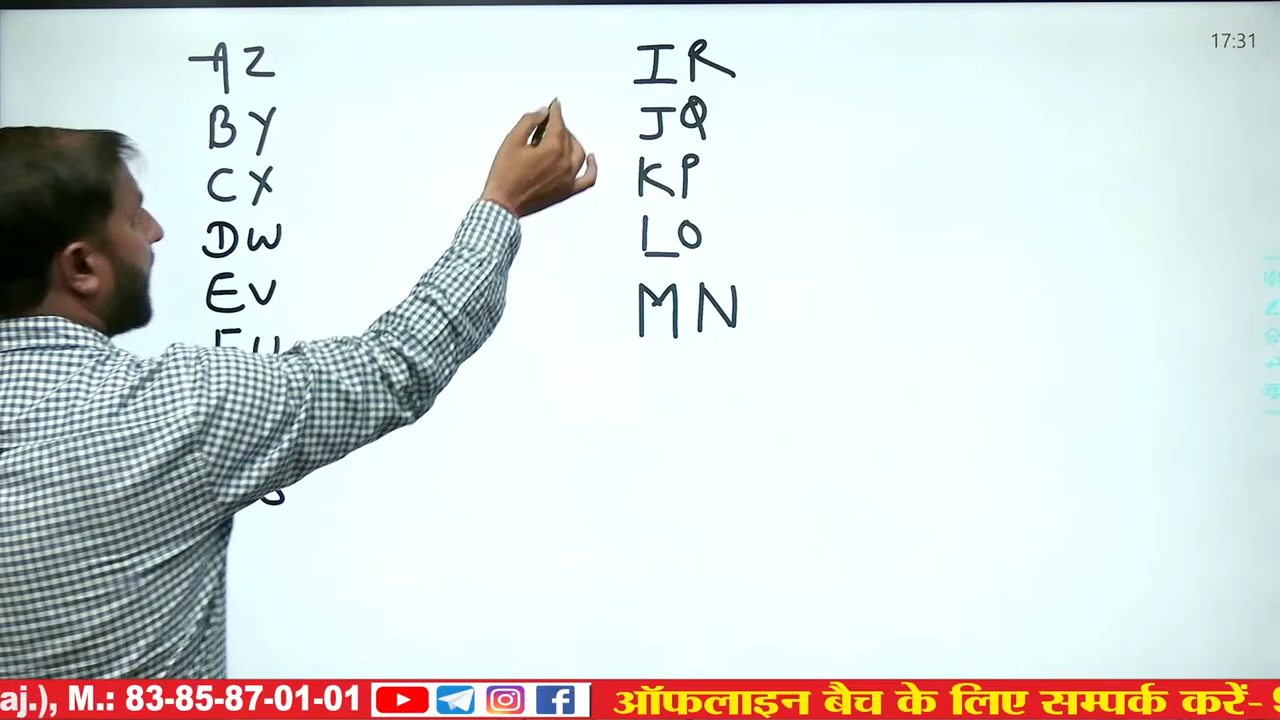 17:31
AZ
BY
CX
DW
EV
FU
IR
JQ
KP
LO
MN
aj.), M.: 83-85-87-01-01 ऑफलाइन बैच के लिए सम्पर्क करें-